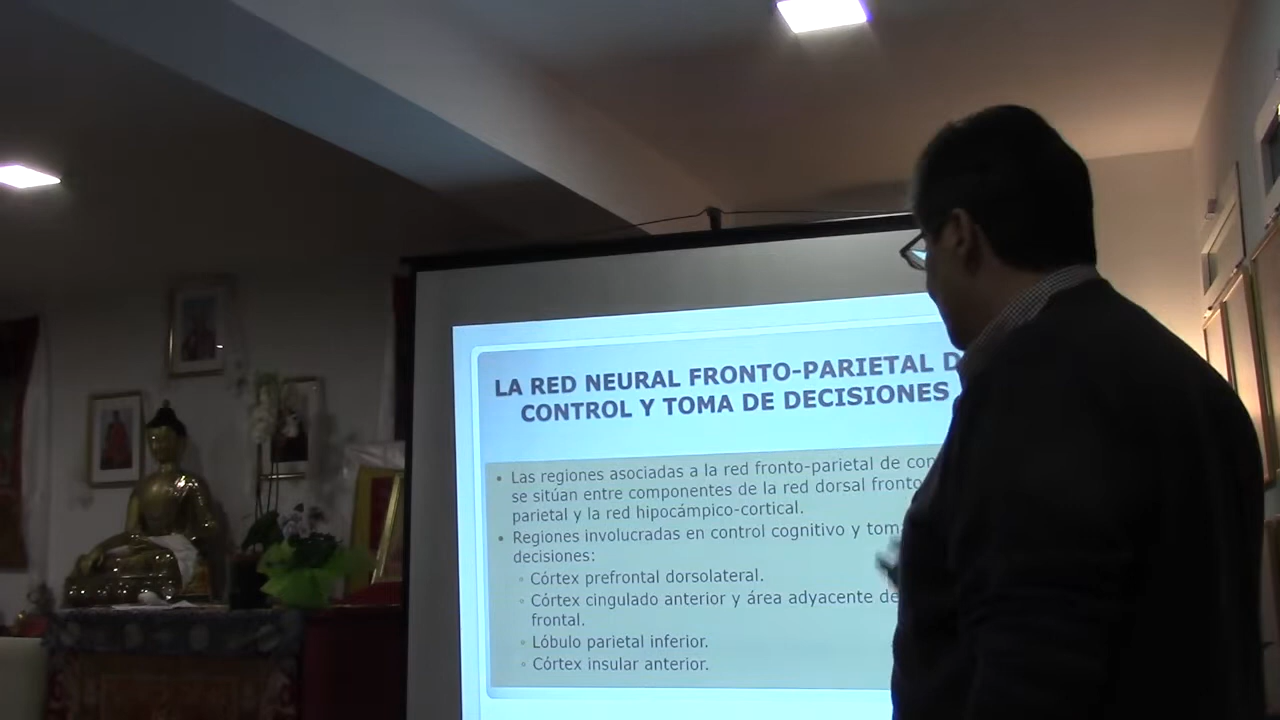 LA RED NEURAL FRONTO-PARIETAL D
CONTROL Y TOMA DE DECISIONES
• Las regiones asociadas a la red fronto-parietal de con
se sitúan entre componentes de la red dorsal fronto
parietal y la red hipocámpico-cortical.
• Regiones involucradas en control cognitivo y tom
decisiones:
▫ Córtex prefrontal dorsolateral.
▫ Córtex cingulado anterior y área adyacente de
frontal.
▫ Lóbulo parietal inferior.
▫ Córtex insular anterior.